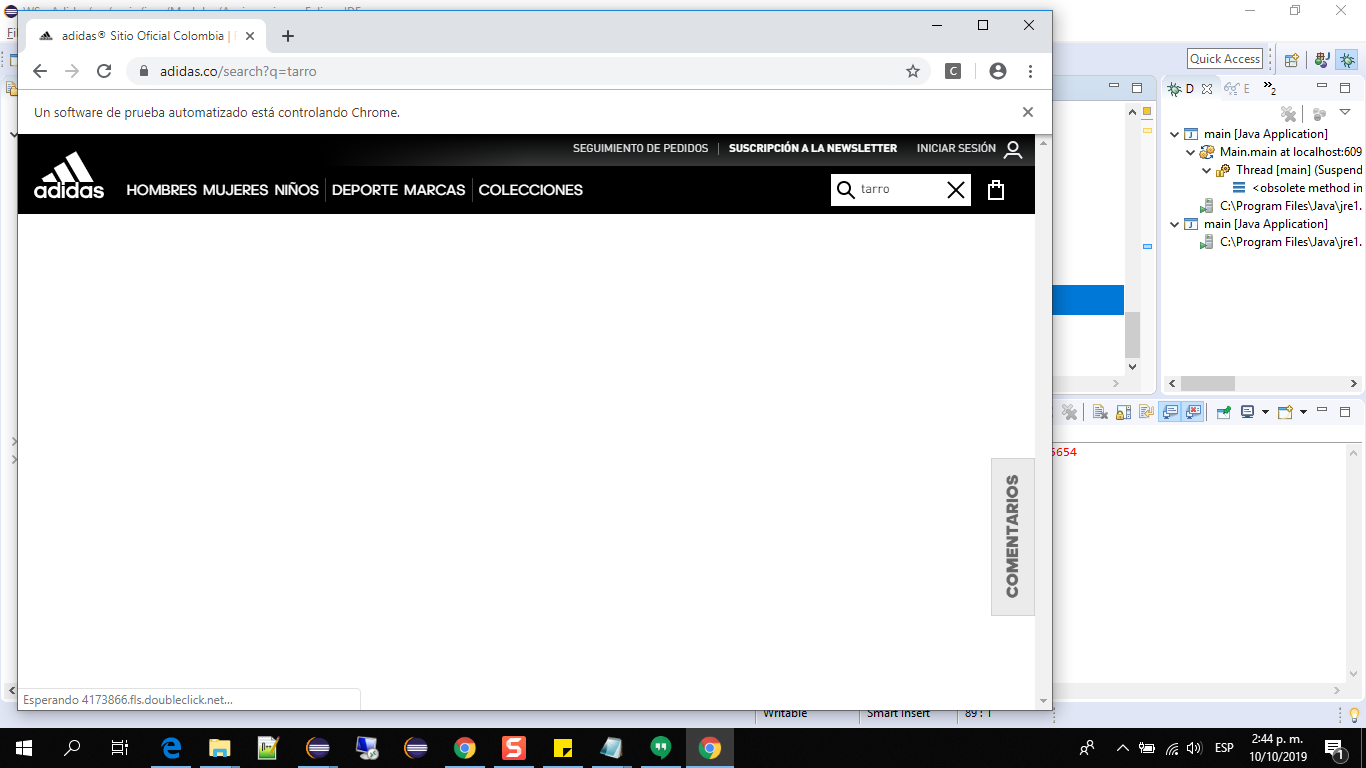 adidas® Sitio Oficial Colombia |
adidas.co/search?q=tarro
C
Un software de prueba automatizado está controlando Chrome.
SEGUIMIENTO DE PEDIDOS | SUSCRIPCIÓN A LA NEWSLETTER INICIAR SESIÓN
adidas
HOMBRES MUJERES NIÑOS DEPORTE MARCAS COLECCIONES
tarro
COMENTARIOS
Esperando 4173866.fls.doubleclick.net...
Quick Access
D E »2
main [Java Application]
Main.main at localhost:609
Thread [main] (Suspend
<obsolete method in
C:\Program Files\Java\jre1.
main [Java Application]
C:\Program Files\Java\jre1.
5654
Writable Smart Insert 89 : 1
ESP
2:44 p. m.
10/10/2019
1